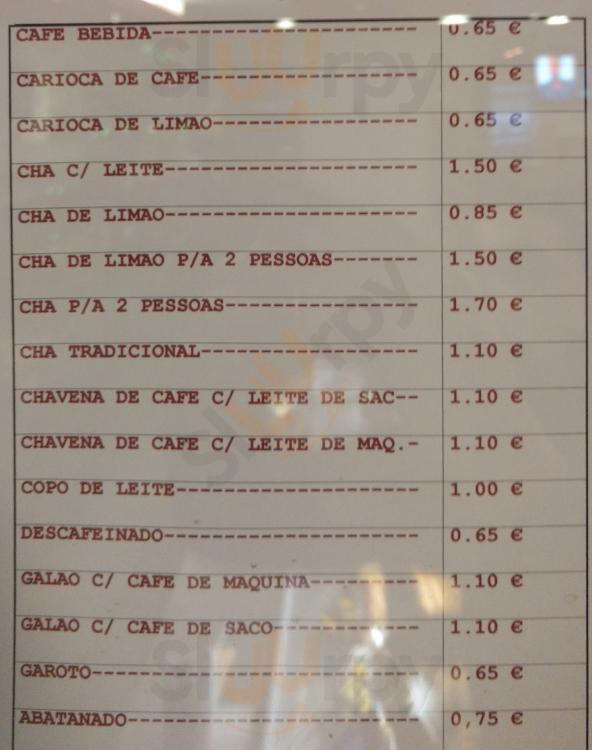 CAFE BEBIDA---------------------- 0.65 €
CARIOCA DE CAFE------------------ 0.65 €
CARIOCA DE LIMAO----------------- 0.65 €
CHA C/ LEITE--------------------- 1.50 €
CHA DE LIMAO--------------------- 0.85 €
CHA DE LIMAO P/A 2 PESSOAS------- 1.50 €
CHA P/A 2 PESSOAS---------------- 1.70 €
CHA TRADICIONAL------------------ 1.10 €
CHAVENA DE CAFE C/ LEITE DE SAC-- 1.10 €
CHAVENA DE CAFE C/ LEITE DE MAQ.- 1.10 €
COPO DE LEITE-------------------- 1.00 €
DESCAFEINADO--------------------- 0.65 €
GALAO C/ CAFE DE MAQUINA--------- 1.10 €
GALAO C/ CAFE DE SACO------------ 1.10 €
GAROTO--------------------------- 0.65 €
ABATANADO------------------------ 0,75 €
Sluurpy
Sluurpy
Sluurpy